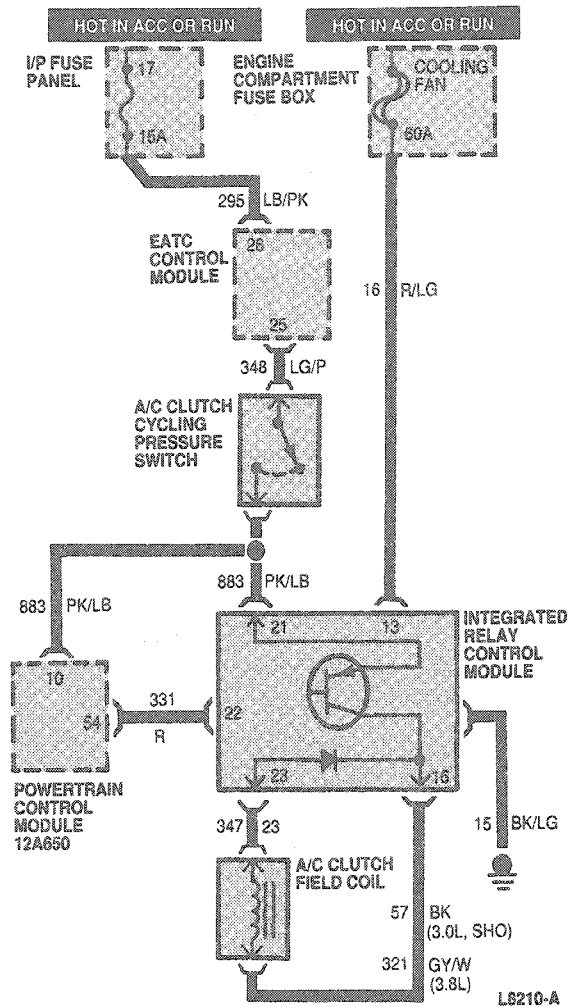 HOT IN ACC OR RUN
HOT IN ACC OR RUN
I/P FUSE
PANEL
17
15A
ENGINE
COMPARTMENT
FUSE BOX
COOLING
FAN
60A
295 LB/PK
EATC
CONTROL
MODULE
26
25
16 R/LG
348 LG/P
A/C CLUTCH
CYCLING
PRESSURE
SWITCH
883 PK/LB
883 PK/LB
21
13
INTEGRATED
RELAY
CONTROL
MODULE
10
54
331
R
22
23
16
POWERTRAIN
CONTROL
MODULE
12A650
347 23
15 BK/LG
A/C CLUTCH
FIELD COIL
57 BK
(3.0L, SHO)
321 GY/W
(3.8L)
L8210-A